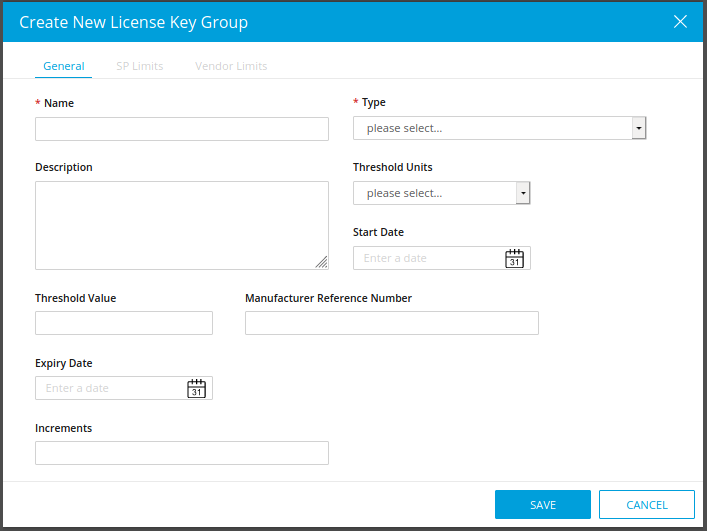 Create New License Key Group
General SP Limits Vendor Limits
* Name
* Type
please select...
Description
Threshold Units
please select...
Start Date
Enter a date
31
Threshold Value
Manufacturer Reference Number
Expiry Date
Enter a date
31
Increments
SAVE CANCEL